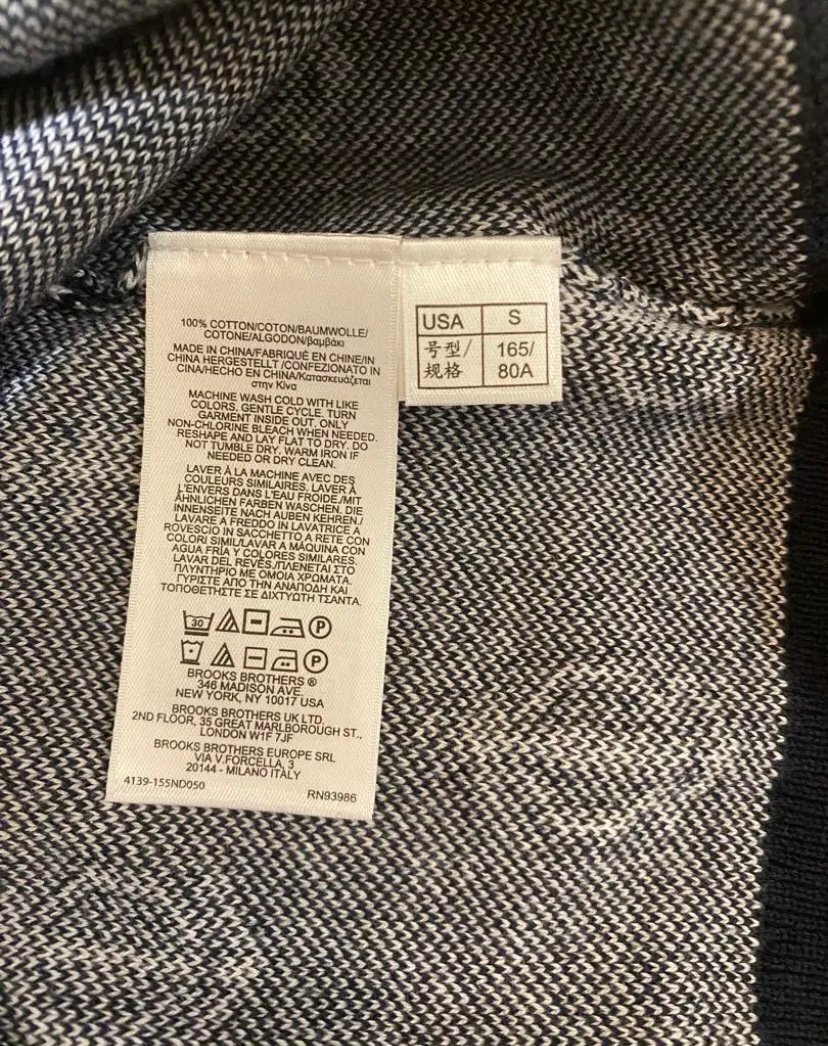 100% COTTON/COTON/BAUMWOLLE/
COTONE/ALGODON/βαμβάκι
MADE IN CHINA/FABRIQUÉ EN CHINE/IN
CHINA HERGESTELLT /CONFEZIONATO IN
CINA/HECHO EN CHINA/Κατασκευάζεται
στην Κίνα
MACHINE WASH COLD WITH LIKE
COLORS. GENTLE CYCLE. TURN
GARMENT INSIDE OUT. ONLY
NON-CHLORINE BLEACH WHEN NEEDED.
RESHAPE AND LAY FLAT TO DRY. DO
NOT TUMBLE DRY. WARM IRON IF
NEEDED OR DRY CLEAN.
LAVER À LA MACHINE AVEC DES
COULEURS SIMILAIRES. LAVER À
L'ENVERS DANS L'EAU FROIDE/MIT
ÄHNLICHEN FARBEN WASCHEN. DIE
INNENSEITE NACH AUBEN KEHREN./
LAVARE A FREDDO IN LAVATRICE A
ROVESCIO IN SACCHETTO A RETE CON
COLORI SIMIL/LAVAR A MÁQUINA CON
AGUA FRÍA Y COLORES SIMILARES.
LAVAR DEL REVÉS./ΠΛΕΝΕΤΑΙ ΣΤΟ
ΠΛΥΝΤΗΡΙΟ ΜΕ ΟΜΟΙΑ ΧΡΩΜΑΤΑ.
ΓΥΡΙΣΤΕ ΑΠΟ ΤΗΝ ΑΝΑΠΟΔΗ ΚΑΙ
ΤΟΠΟΘΕΤΗΣΤΕ ΣΕ ΔΙΧΤΥΩΤΗ ΤΣΑΝΤΑ.
30 P
P
BROOKS BROTHERS ®
346 MADISON AVE.
NEW YORK, NY 10017 USA
BROOKS BROTHERS UK LTD
2ND FLOOR, 35 GREAT MARLBOROUGH ST.,
LONDON W1F 7JF
BROOKS BROTHERS EUROPE SRL
VIA V.FORCELLA, 3
20144 - MILANO ITALY
4139-155ND050
RN93986
USA S
号型/ 165/
规格 80A